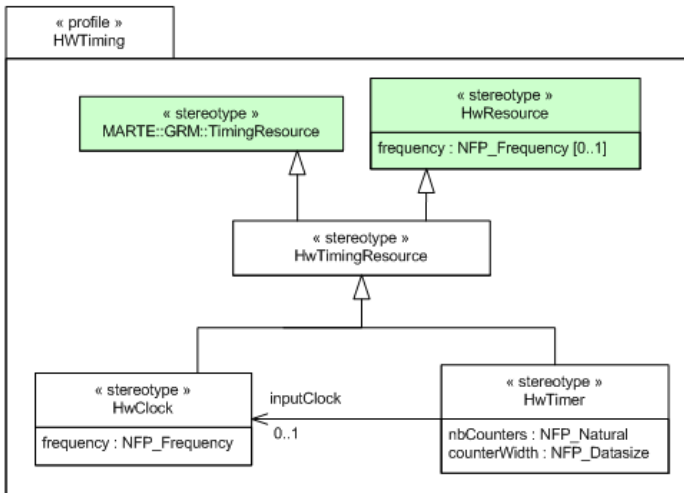 « profile »
HWTiming
« stereotype »
MARTE::GRM::TimingResource
« stereotype »
HwResource
frequency : NFP_Frequency [0..1]
« stereotype »
HwTimingResource
« stereotype »
HwClock
frequency : NFP_Frequency
inputClock
0..1
« stereotype »
HwTimer
nbCounters : NFP_Natural
counterWidth : NFP_Datasize